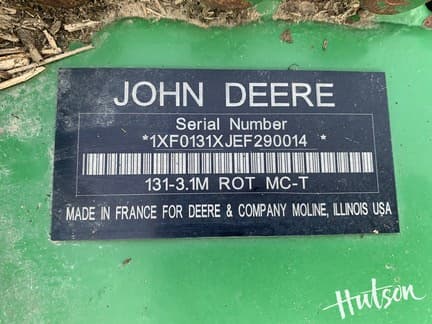 JOHN DEERE
Serial Number
*1XF0131XJEF290014 *
131-3.1M ROT MC-T
MADE IN FRANCE FOR DEERE & COMPANY MOLINE, ILLINOIS USA
Hutson